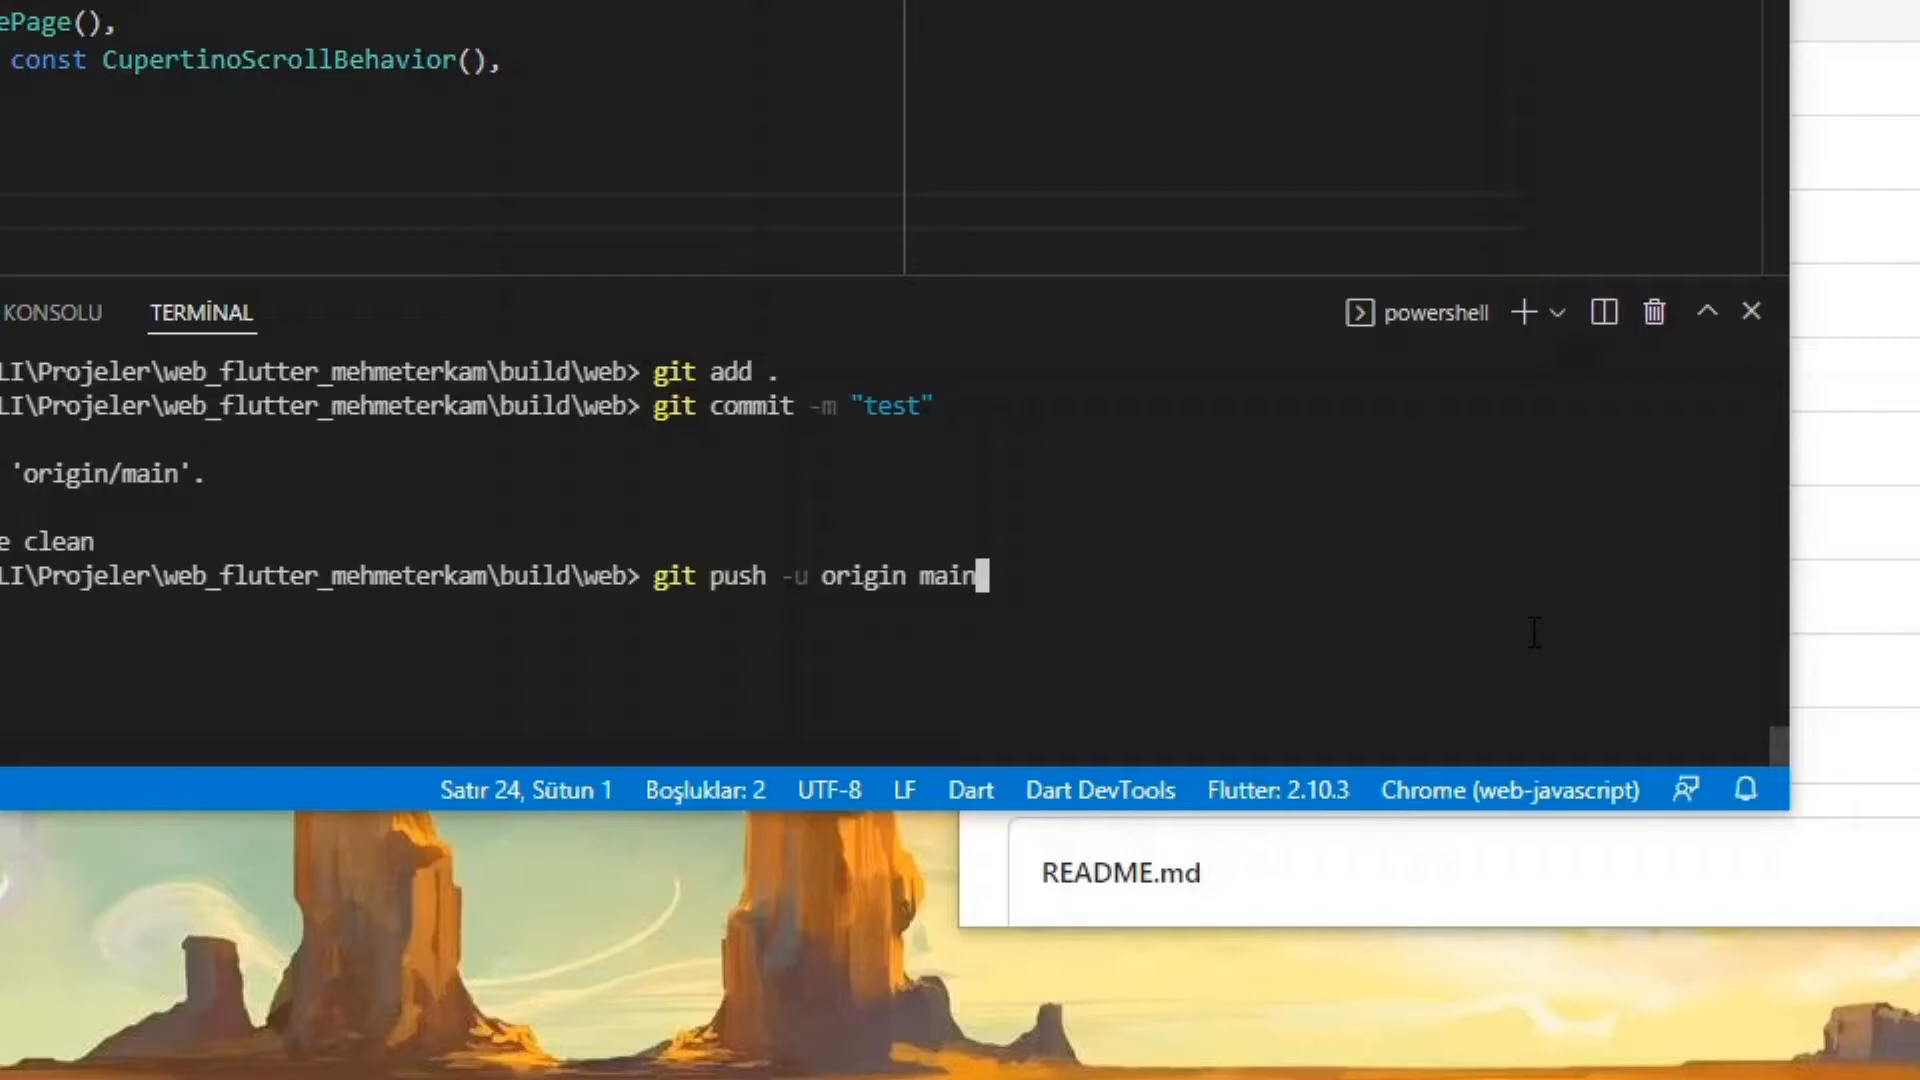 ePage(),
const CupertinoScrollBehavior(),
KONSOLU TERMİNAL powershell
LI\Projeler\web_flutter_mehmeterkam\build\web> git add .
LI\Projeler\web_flutter_mehmeterkam\build\web> git commit -m "test"
'origin/main'.
e clean
LI\Projeler\web_flutter_mehmeterkam\build\web> git push -u origin main
Satır 24, Sütun 1 Boşluklar: 2 UTF-8 LF Dart Dart DevTools Flutter: 2.10.3 Chrome (web-javascript)
README.md